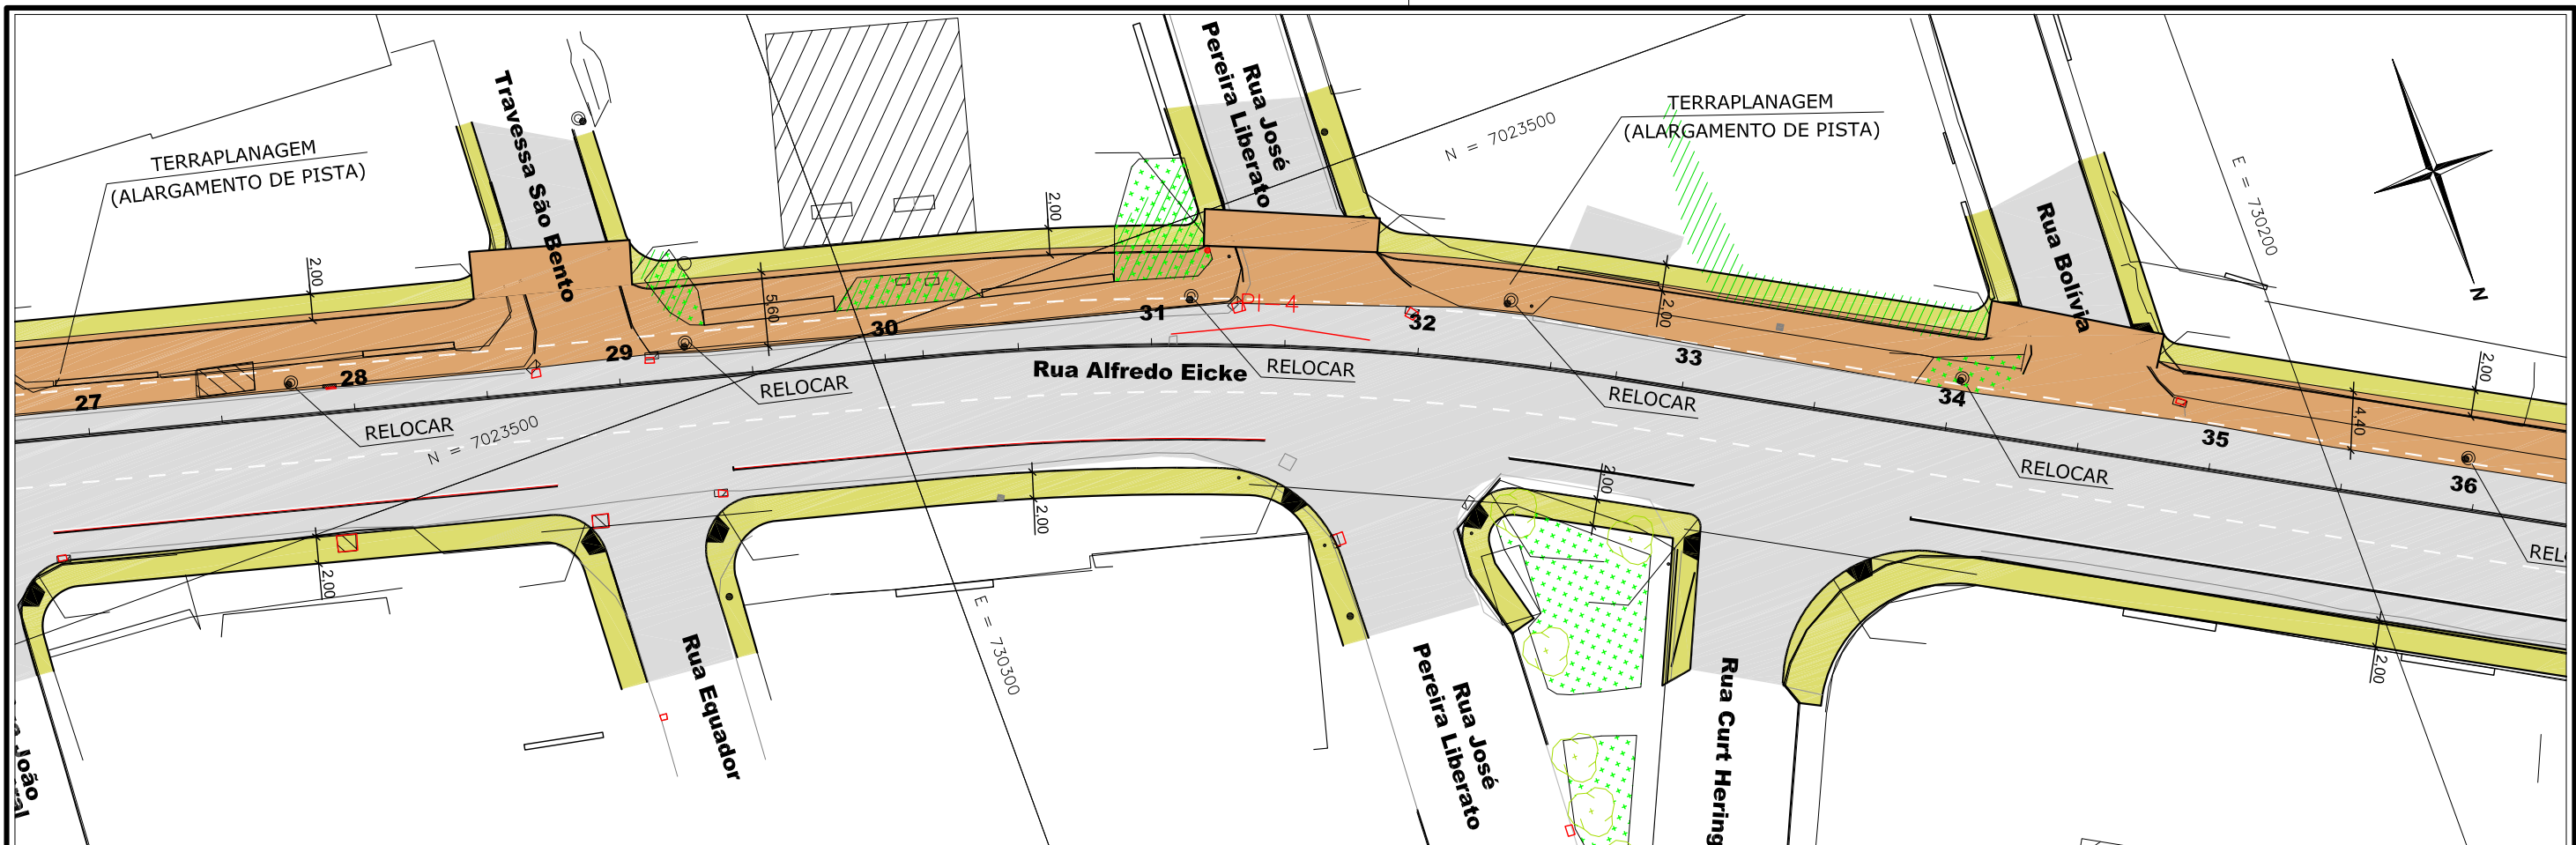 TERRAPLANAGEM
(ALARGAMENTO DE PISTA)
Travessa São Bento
Rua José
Pereira Liberato
N = 7023500
TERRAPLANAGEM
(ALARGAMENTO DE PISTA)
Rua Bolívia
E = 730200
N
2,00
5,60
2,00
2,00
2,00
4,40
27
28
29
30
31
PI- 4
32
33
34
35
36
RELOCAR
RELOCAR
RELOCAR
RELOCAR
RELOCAR
Rua Alfredo Eicke
N = 7023500
2,00
2,00
2,00
2,00
Rua Equador
E = 730300
Rua José
Pereira Liberato
Rua Curt Hering
João